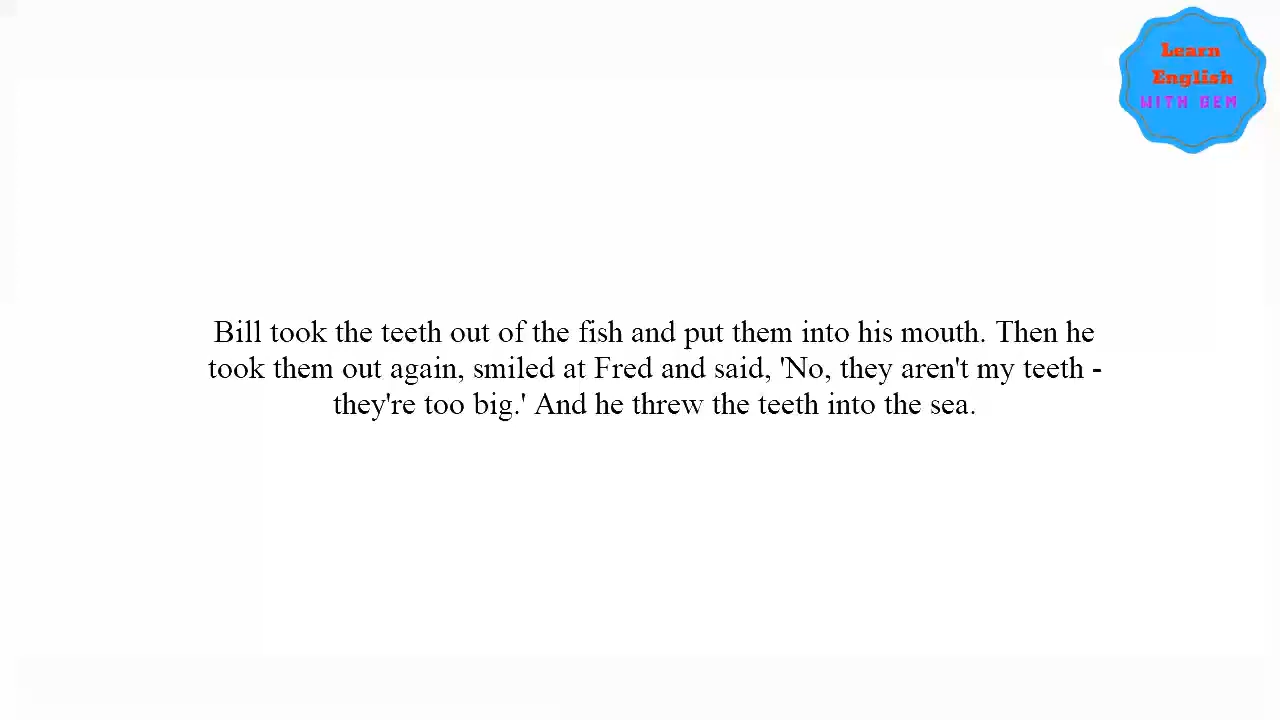 Learn
English
WITH GEM
Bill took the teeth out of the fish and put them into his mouth. Then he
took them out again, smiled at Fred and said, 'No, they aren't my teeth -
they're too big.' And he threw the teeth into the sea.